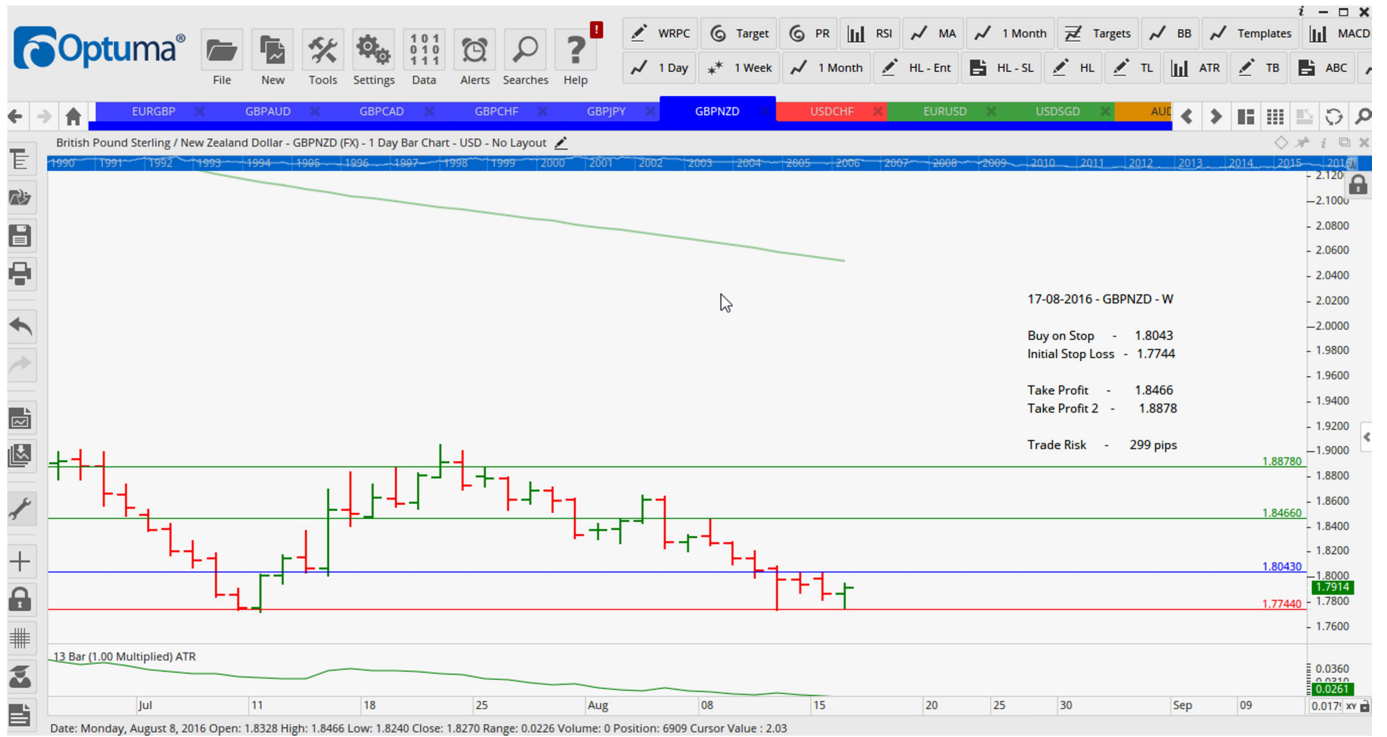 Optuma®
File New Tools Settings Data Alerts Searches Help
WRPC Target PR RSI MA 1 Month Targets BB Templates MACD
1 Day 1 Week 1 Month HL - Ent HL - SL HL TL ATR TB ABC
EURGBP GBPAUD GBPCAD GBPCHF GBPJPY GBPNZD USDCHF EURUSD USDSGD AUD
British Pound Sterling / New Zealand Dollar - GBPNZD (FX) - 1 Day Bar Chart - USD - No Layout
1990 1991 1992 1993 1994 1995 1996 1997 1998 1999 2000 2001 2002 2003 2004 2005 2006 2007 2008 2009 2010 2011 2012 2013 2014 2015 2016
2.1200
2.1000
2.0800
2.0600
2.0400
2.0200
2.0000
1.9800
1.9600
1.9400
1.9200
1.9000
1.8800
1.8600
1.8400
1.8200
1.8000
1.7914
1.7800
1.7600
17-08-2016 - GBPNZD - W
Buy on Stop - 1.8043
Initial Stop Loss - 1.7744
Take Profit - 1.8466
Take Profit 2 - 1.8878
Trade Risk - 299 pips
1.88780
1.84660
1.80430
1.77440
13 Bar (1.00 Multiplied) ATR
0.0360
0.0310
0.0261
Jul 11 18 25 Aug 08 15 20 25 30 Sep 09 0.017 XY
Date: Monday, August 8, 2016 Open: 1.8328 High: 1.8466 Low: 1.8240 Close: 1.8270 Range: 0.0226 Volume: 0 Position: 6909 Cursor Value : 2.03